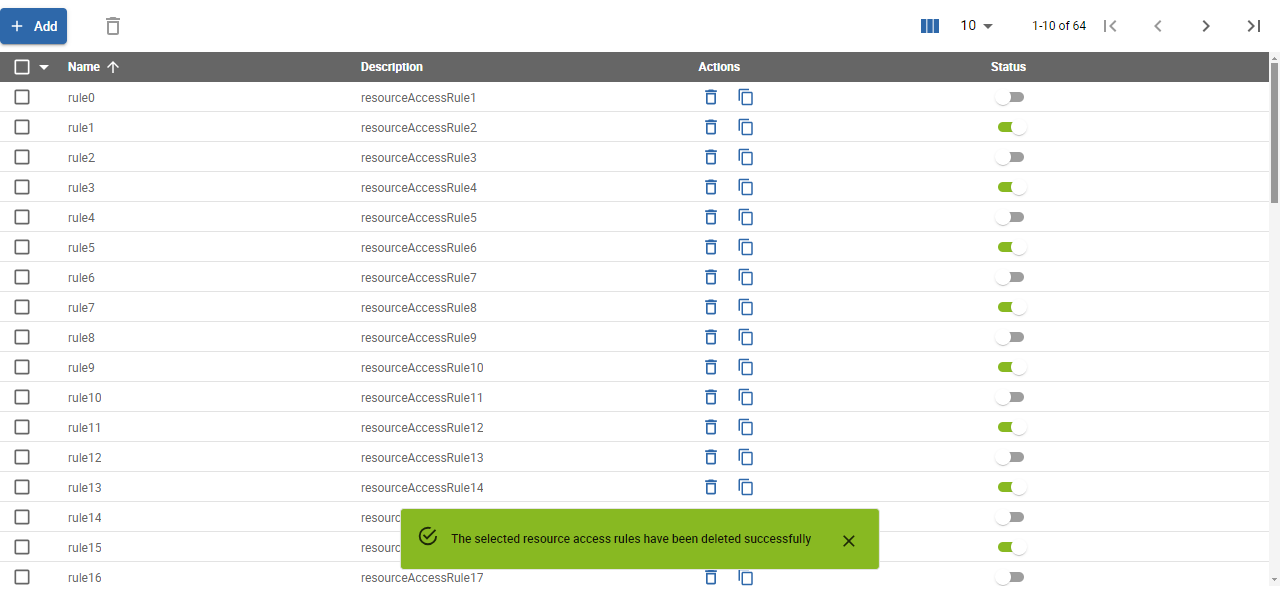 Add
10
1-10 of 64
Name Description Actions Status
rule0 resourceAccessRule1
rule1 resourceAccessRule2
rule2 resourceAccessRule3
rule3 resourceAccessRule4
rule4 resourceAccessRule5
rule5 resourceAccessRule6
rule6 resourceAccessRule7
rule7 resourceAccessRule8
rule8 resourceAccessRule9
rule9 resourceAccessRule10
rule10 resourceAccessRule11
rule11 resourceAccessRule12
rule12 resourceAccessRule13
rule13 resourceAccessRule14
rule14 resourc
The selected resource access rules have been deleted successfully
rule15 resourc
rule16 resourceAccessRule17